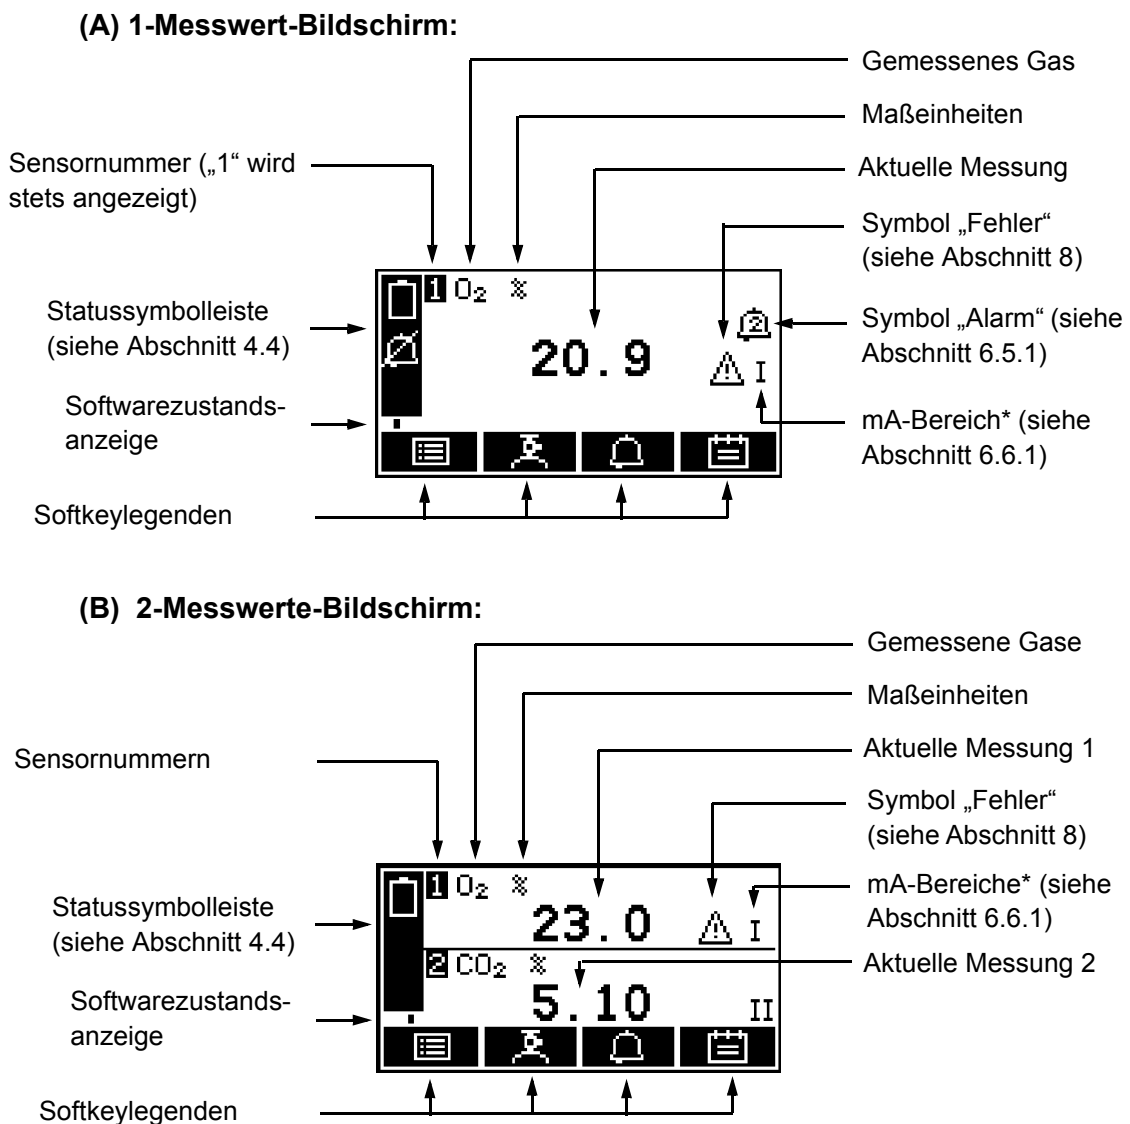 (A) 1-Messwert-Bildschirm:
Gemessenes Gas
Maßeinheiten
Sensornummer („1“ wird
stets angezeigt)
Aktuelle Messung
Symbol „Fehler“
(siehe Abschnitt 8)
Statussymbolleiste
(siehe Abschnitt 4.4)
1 O2 %
20.9
2
I
Symbol „Alarm“ (siehe
Abschnitt 6.5.1)
Softwarezustands-
anzeige
mA-Bereich* (siehe
Abschnitt 6.6.1)
Softkeylegenden
(B) 2-Messwerte-Bildschirm:
Gemessene Gase
Maßeinheiten
Sensornummern
Aktuelle Messung 1
Symbol „Fehler“
(siehe Abschnitt 8)
Statussymbolleiste
(siehe Abschnitt 4.4)
1 O2 %
23.0
I
mA-Bereiche* (siehe
Abschnitt 6.6.1)
2 CO2 %
5.10
II
Aktuelle Messung 2
Softwarezustands-
anzeige
Softkeylegenden